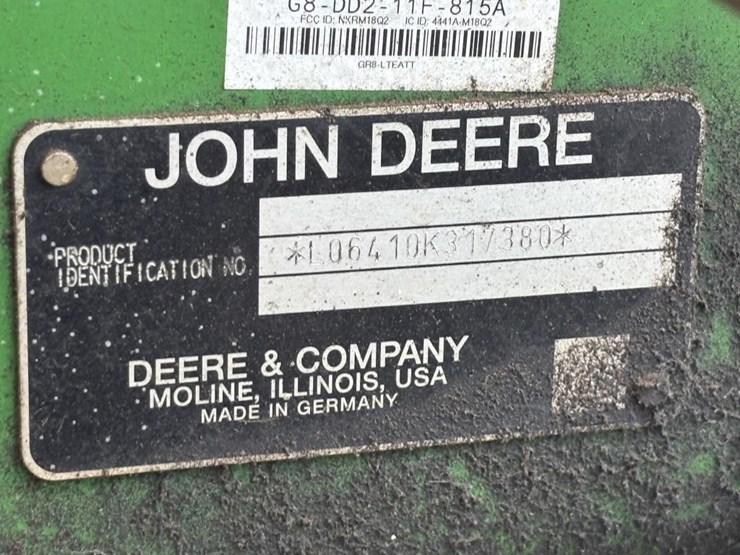 G8-DD2-11F-815A
FCC ID: NKRM18Q2 IC ID: 4441A-M18Q2
GR8-LTEATT
JOHN DEERE
PRODUCT
IDENTIFICATION NO.
*L06410K317380*
DEERE & COMPANY
MOLINE, ILLINOIS, USA
MADE IN GERMANY